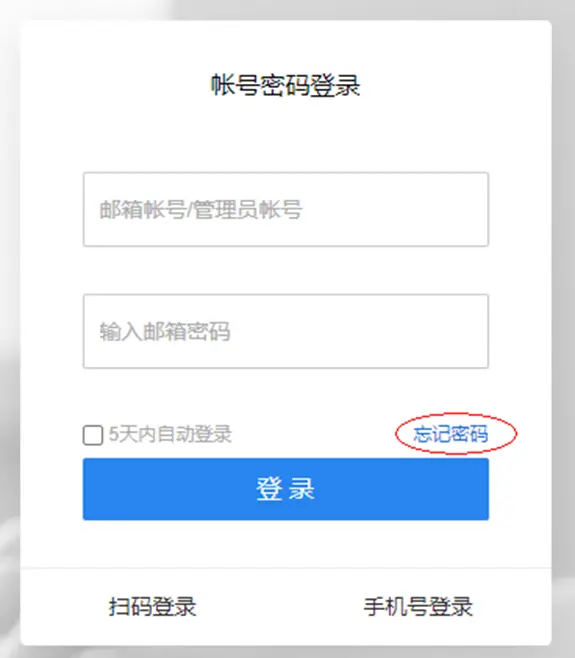 帐号密码登录
邮箱帐号/管理员帐号
输入邮箱密码
5天内自动登录 忘记密码
登 录
扫码登录 手机号登录